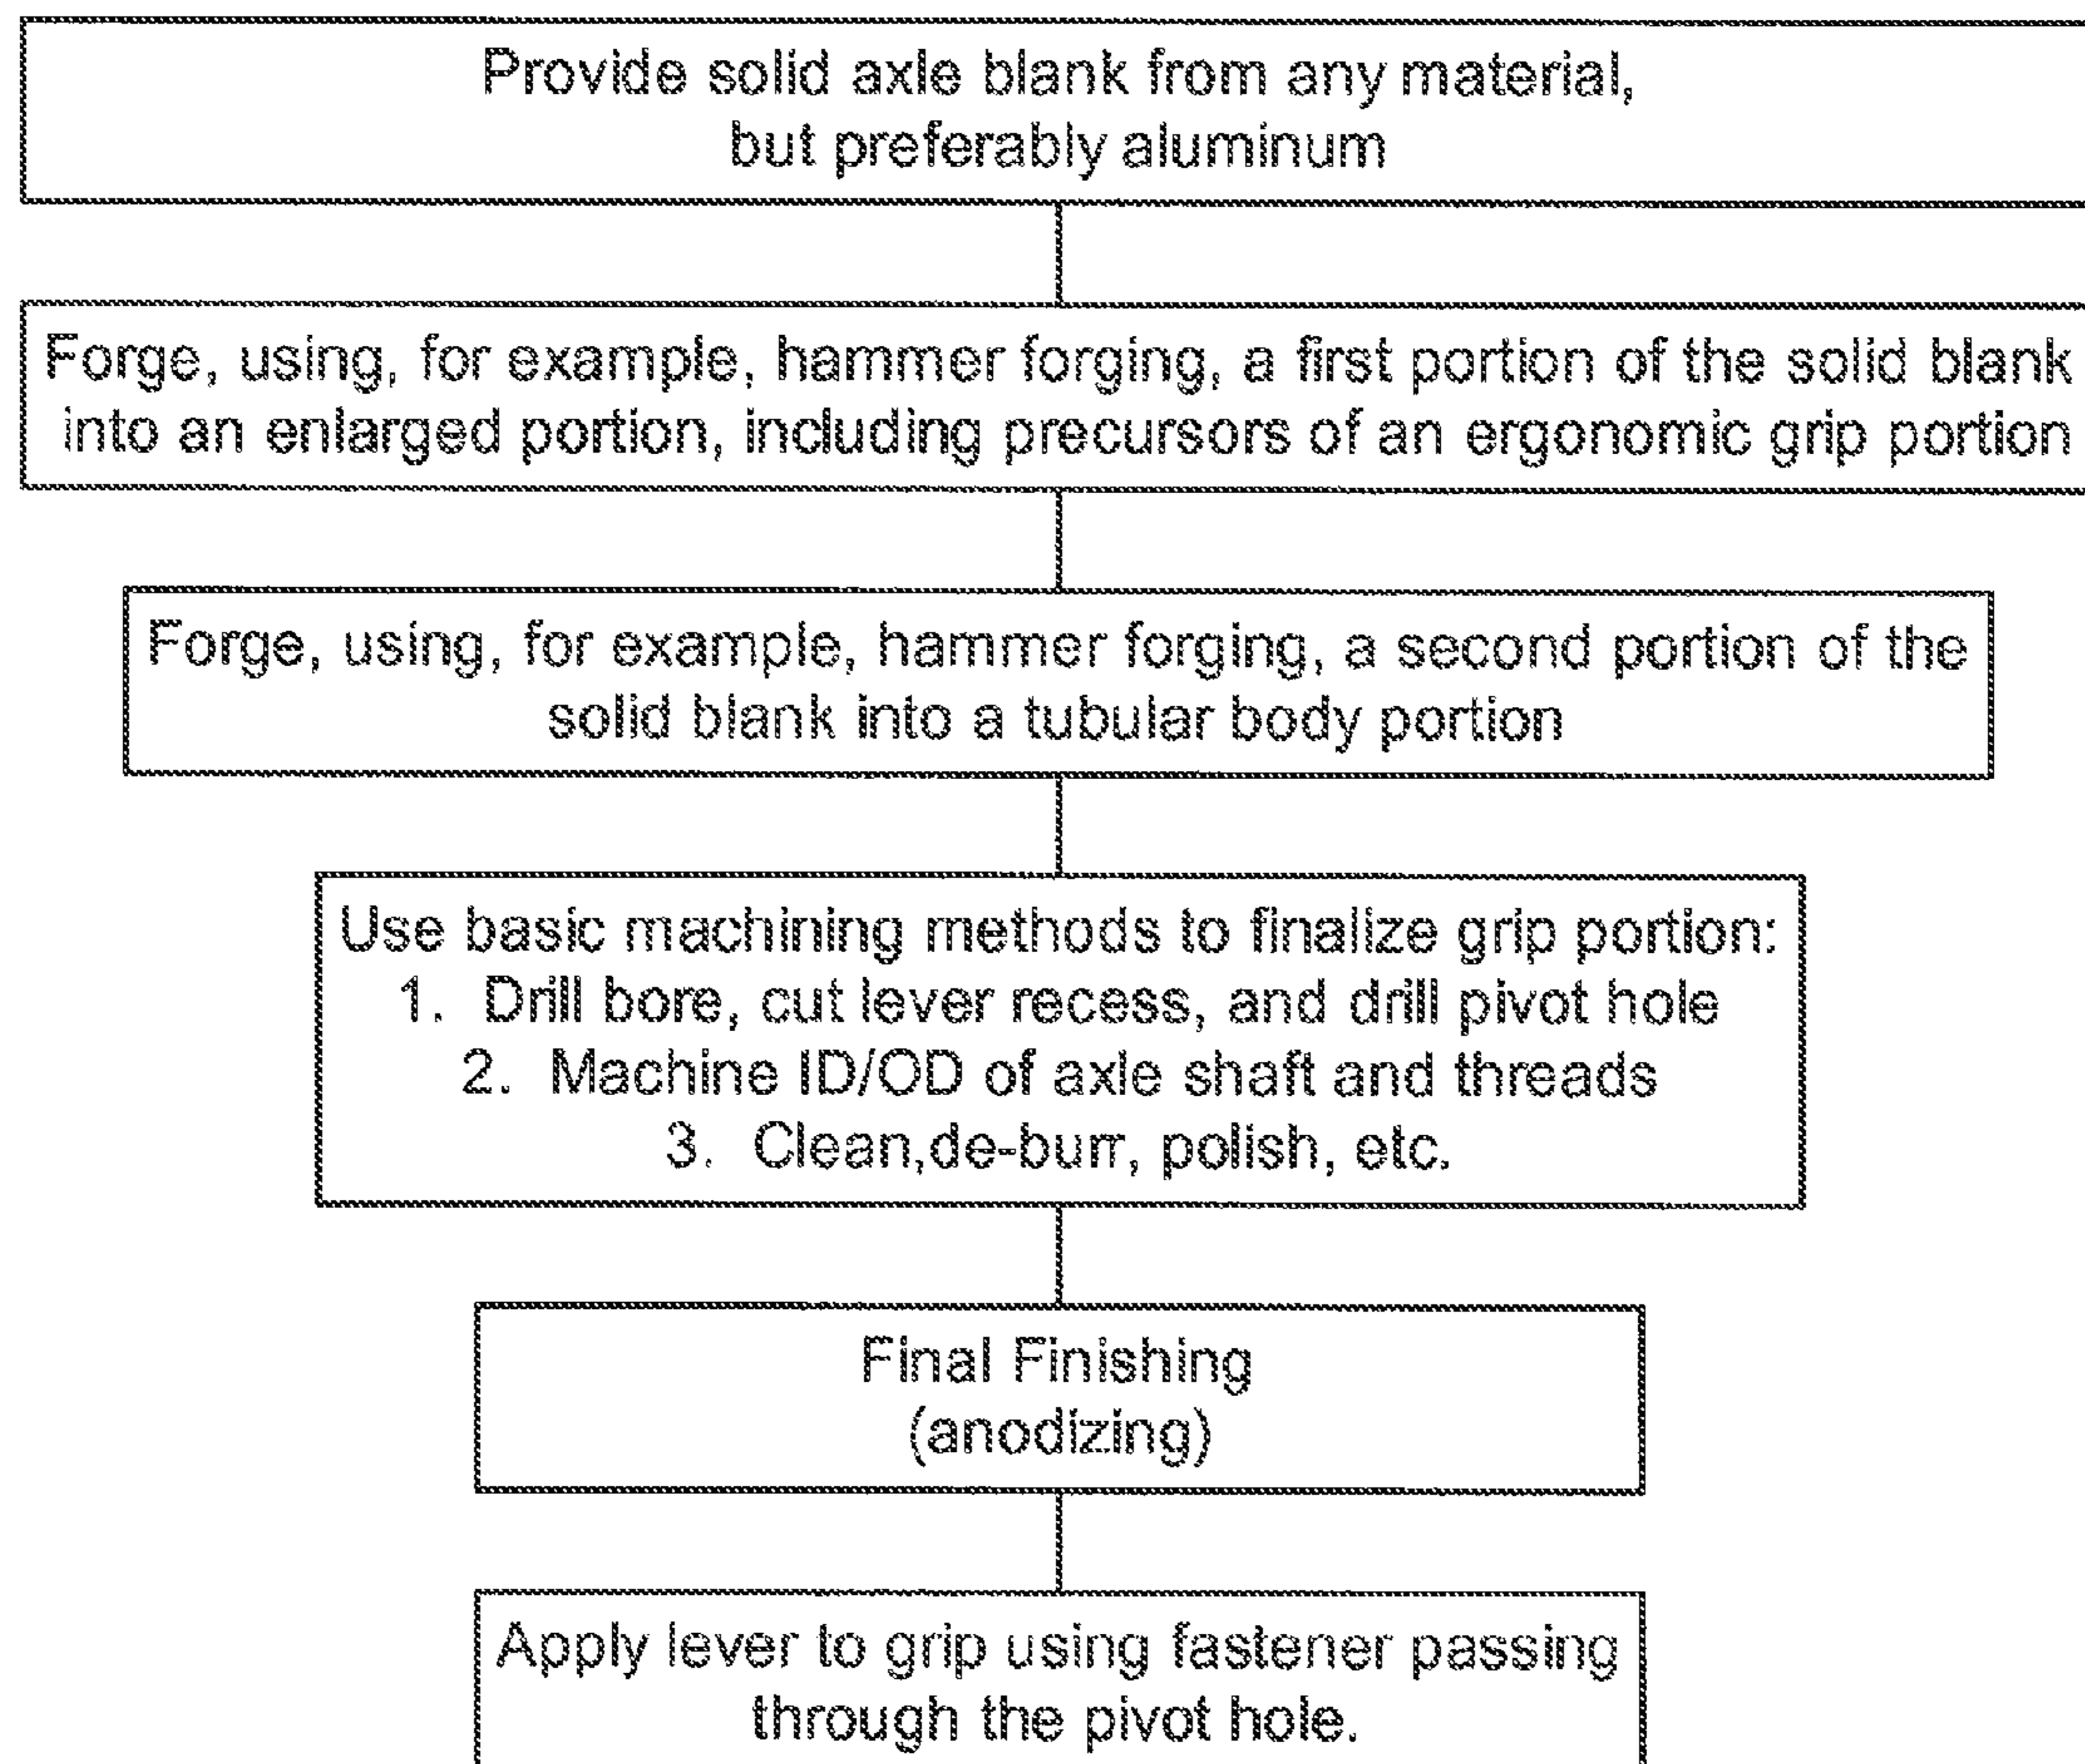 Provide solid axle blank from any material,
but preferably aluminum
Forge, using, for example, hammer forging, a first portion of the solid blank
into an enlarged portion, including precursors of an ergonomic grip portion
Forge, using, for example, hammer forging, a second portion of the
solid blank into a tubular body portion
Use basic machining methods to finalize grip portion:
1. Drill bore, cut lever recess, and drill pivot hole
2. Machine ID/OD of axle shaft and threads
3. Clean,de-burr, polish, etc.
Final Finishing
(anodizing)
Apply lever to grip using fastener passing
through the pivot hole.